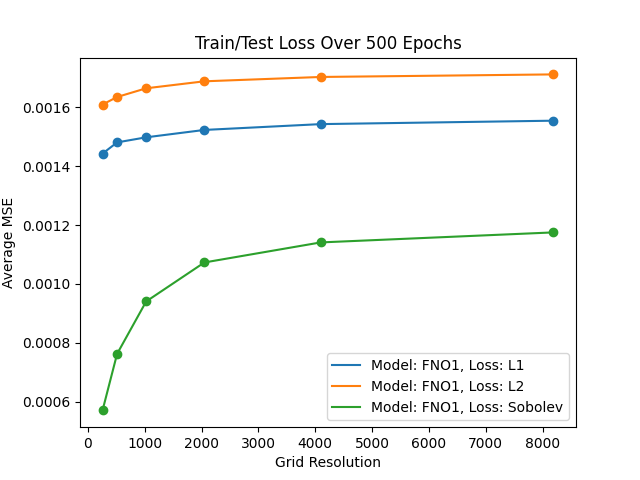 Train/Test Loss Over 500 Epochs
Average MSE
0.0016
0.0014
0.0012
0.0010
0.0008
0.0006
Model: FNO1, Loss: L1
Model: FNO1, Loss: L2
Model: FNO1, Loss: Sobolev
0 1000 2000 3000 4000 5000 6000 7000 8000
Grid Resolution